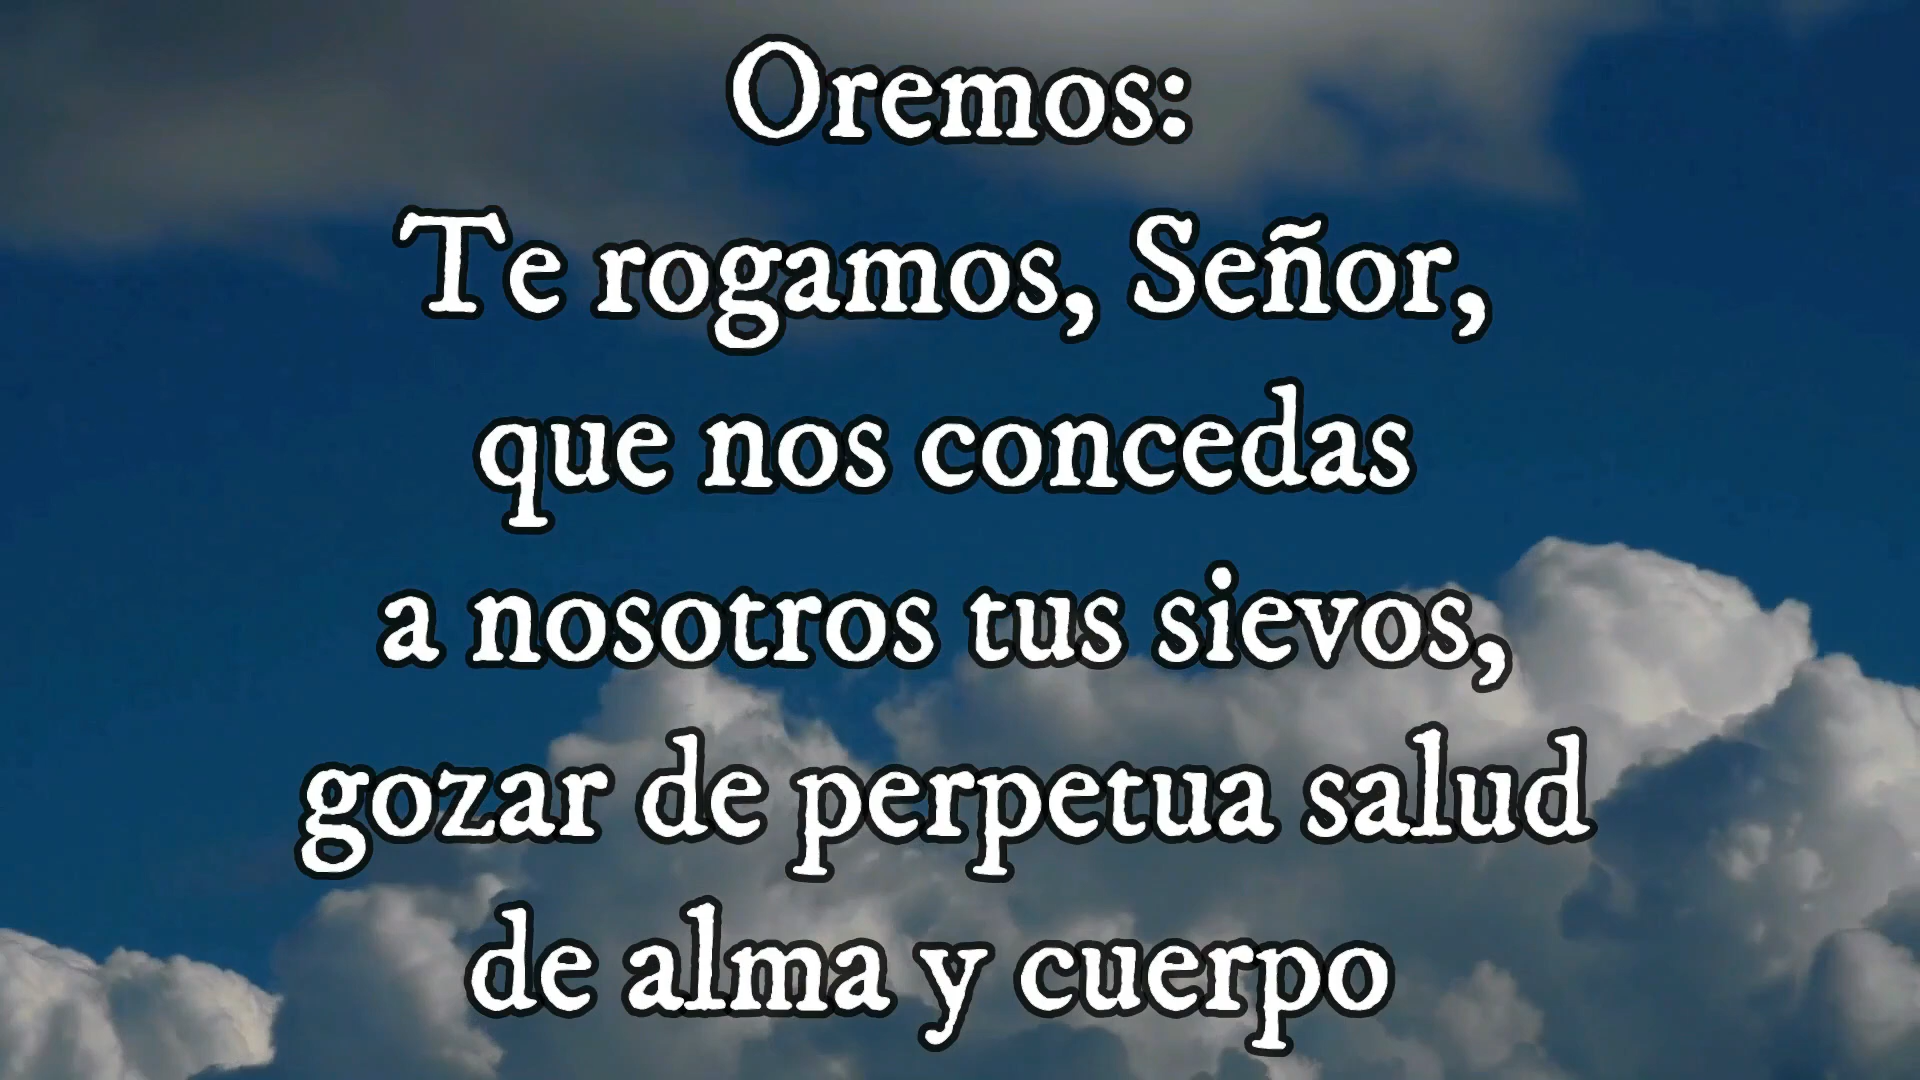 Oremos:
Te rogamos, Señor,
que nos concedas
a nosotros tus sievos,
gozar de perpetua salud
de alma y cuerpo